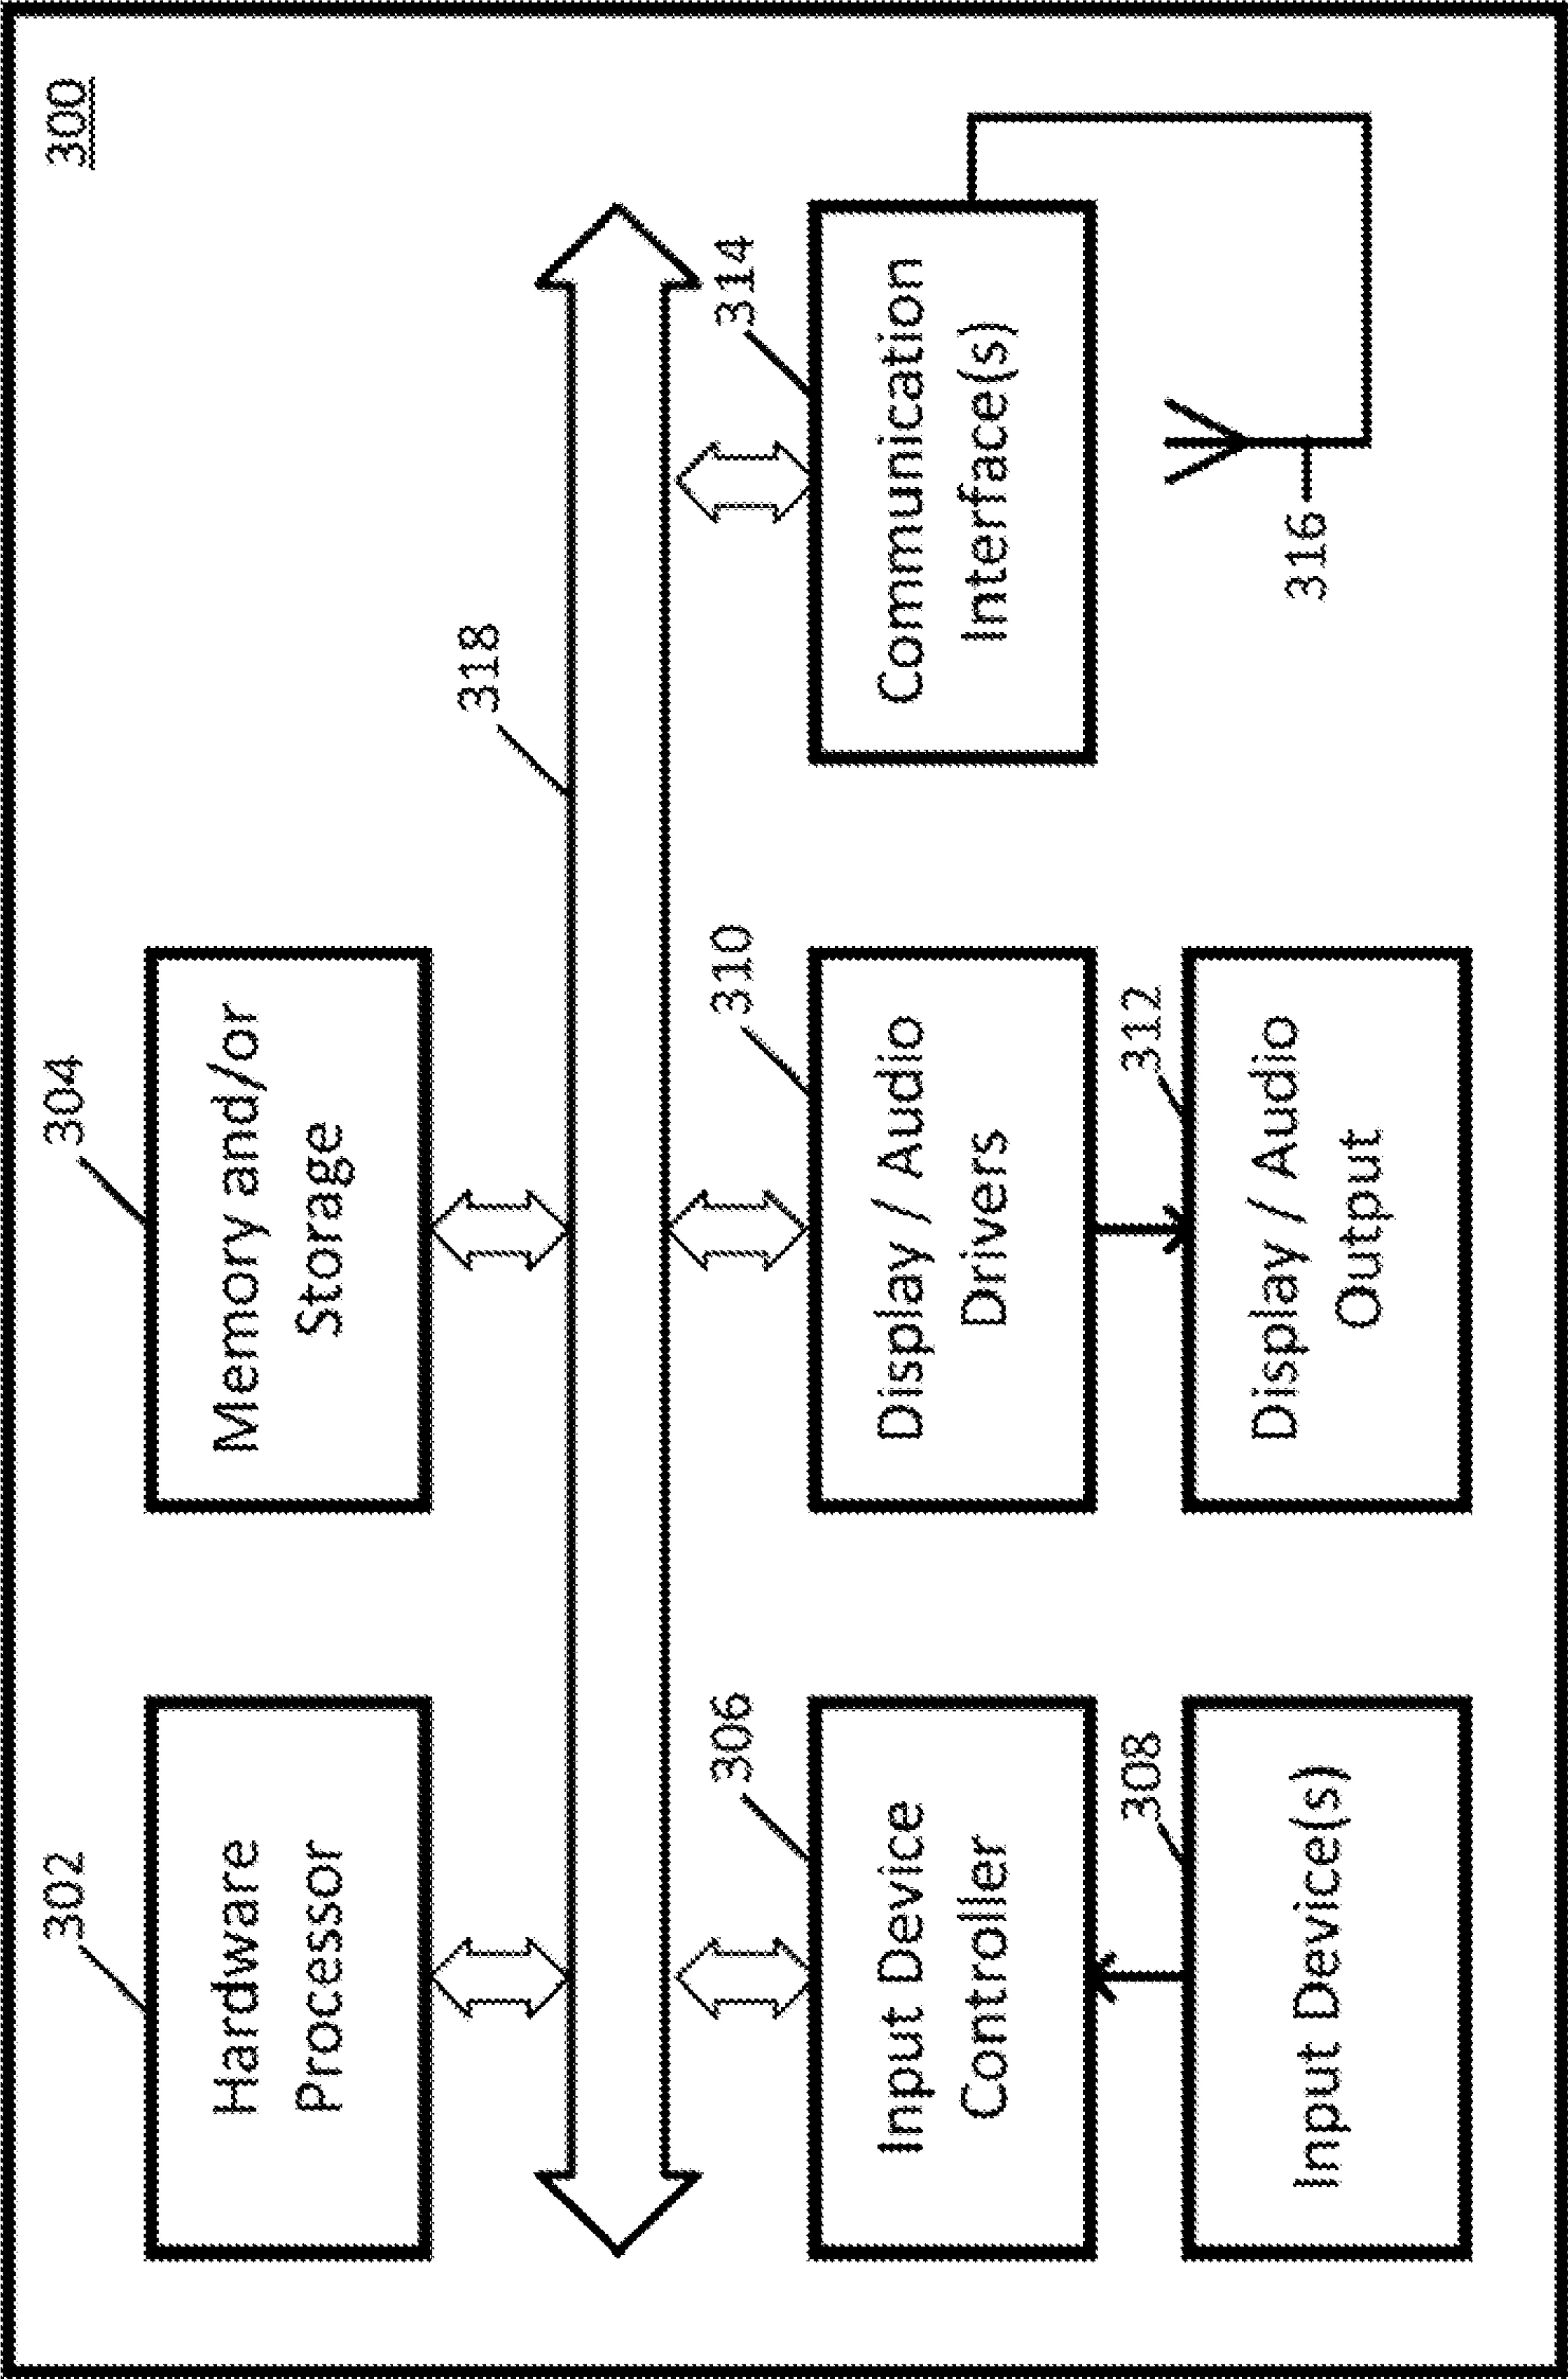 300
302
Hardware
Processor
304
Memory and/or
Storage
318
306
Input Device
Controller
310
Display / Audio
Drivers
314
Communication
Interface(s)
308
Input Device(s)
312
Display / Audio
Output
316